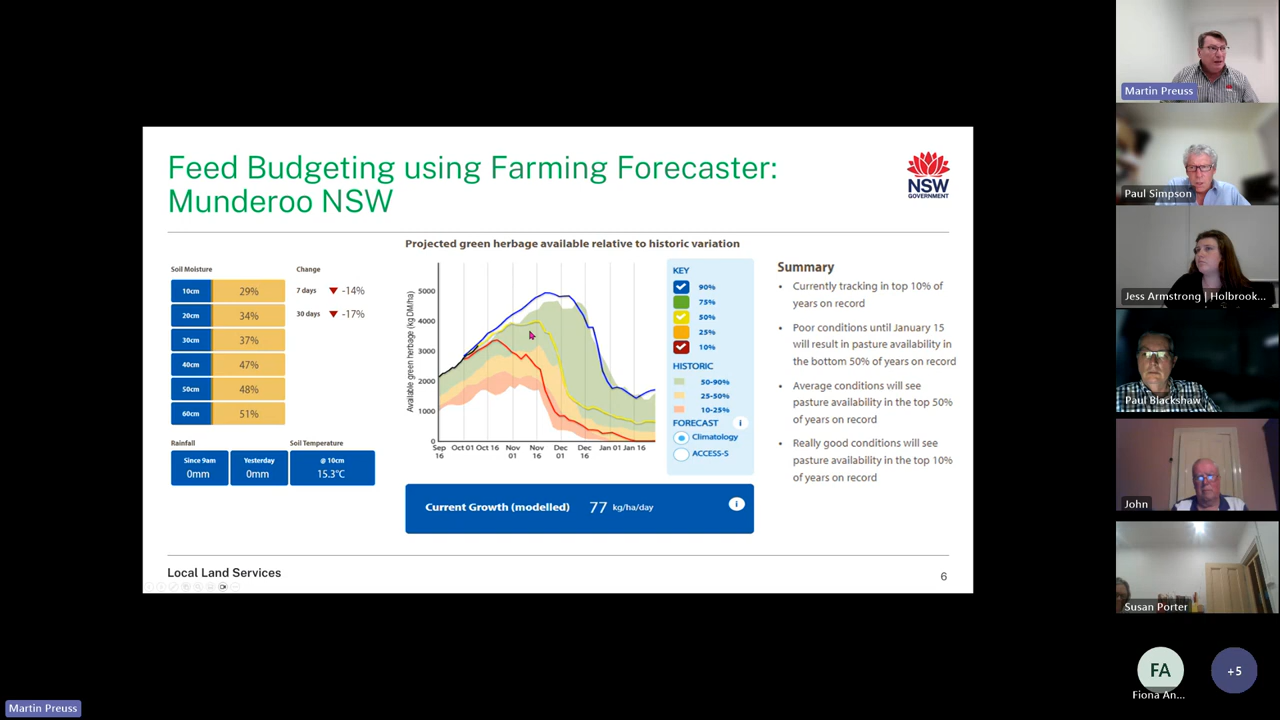 Feed Budgeting using Farming Forecaster:
Munderoo NSW
NSW
GOVERNMENT
Soil Moisture
Change
10cm 29%
20cm 34%
30cm 37%
40cm 47%
50cm 48%
60cm 51%
7 days -14%
30 days -17%
Rainfall
Soil Temperature
Since 9am
0mm
Yesterday
0mm
@ 10cm
15.3°C
Projected green herbage available relative to historic variation
Available green herbage (kg DM/ha)
5000
4000
3000
2000
1000
0
Sep 16
Oct 01
Oct 16
Nov 01
Nov 16
Dec 01
Dec 16
Jan 01
Jan 16
KEY
90%
75%
50%
25%
10%
HISTORIC
50-90%
25-50%
10-25%
FORECAST i
Climatology
ACCESS-S
Current Growth (modelled) 77 kg/ha/day i
Summary
• Currently tracking in top 10% of
years on record
• Poor conditions until January 15
will result in pasture availability in
the bottom 50% of years on record
• Average conditions will see
pasture availability in the top 50%
of years on record
• Really good conditions will see
pasture availability in the top 10%
of years on record
Local Land Services
6
Martin Preuss
Paul Simpson
Jess Armstrong | Holbrook...
Paul Blackshaw
John
Susan Porter
FA
Fiona An...
+5
Martin Preuss